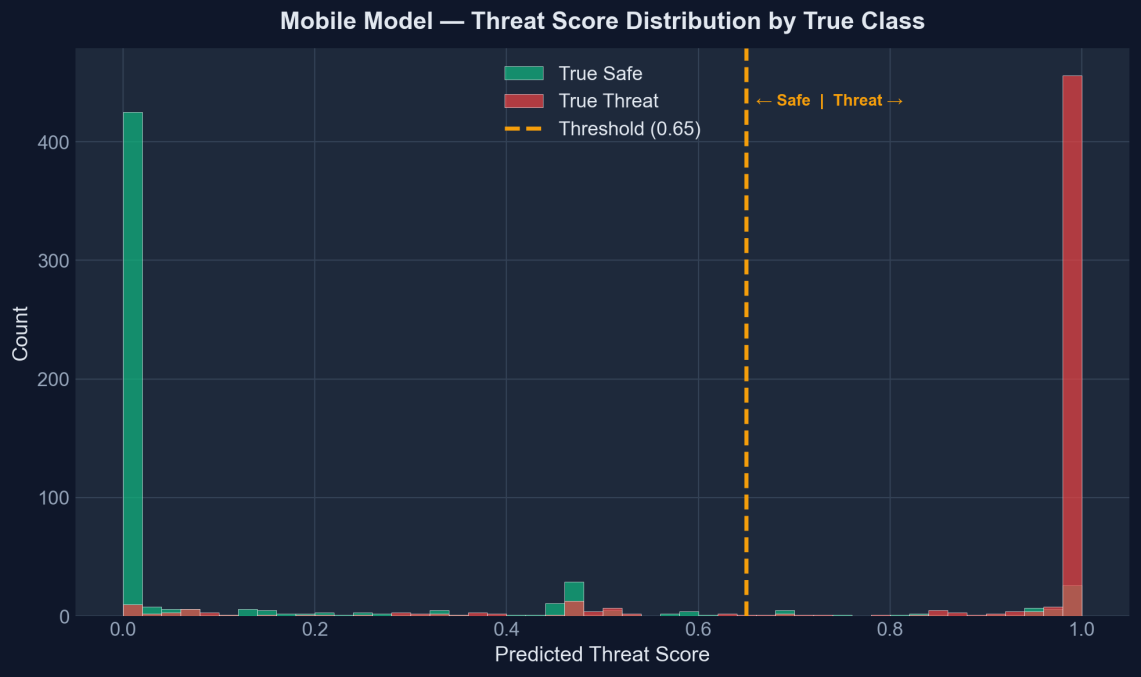 Mobile Model — Threat Score Distribution by True Class
True Safe
True Threat
Threshold (0.65)
← Safe | Threat →
Count
400
300
200
100
0
0.0 0.2 0.4 0.6 0.8 1.0
Predicted Threat Score